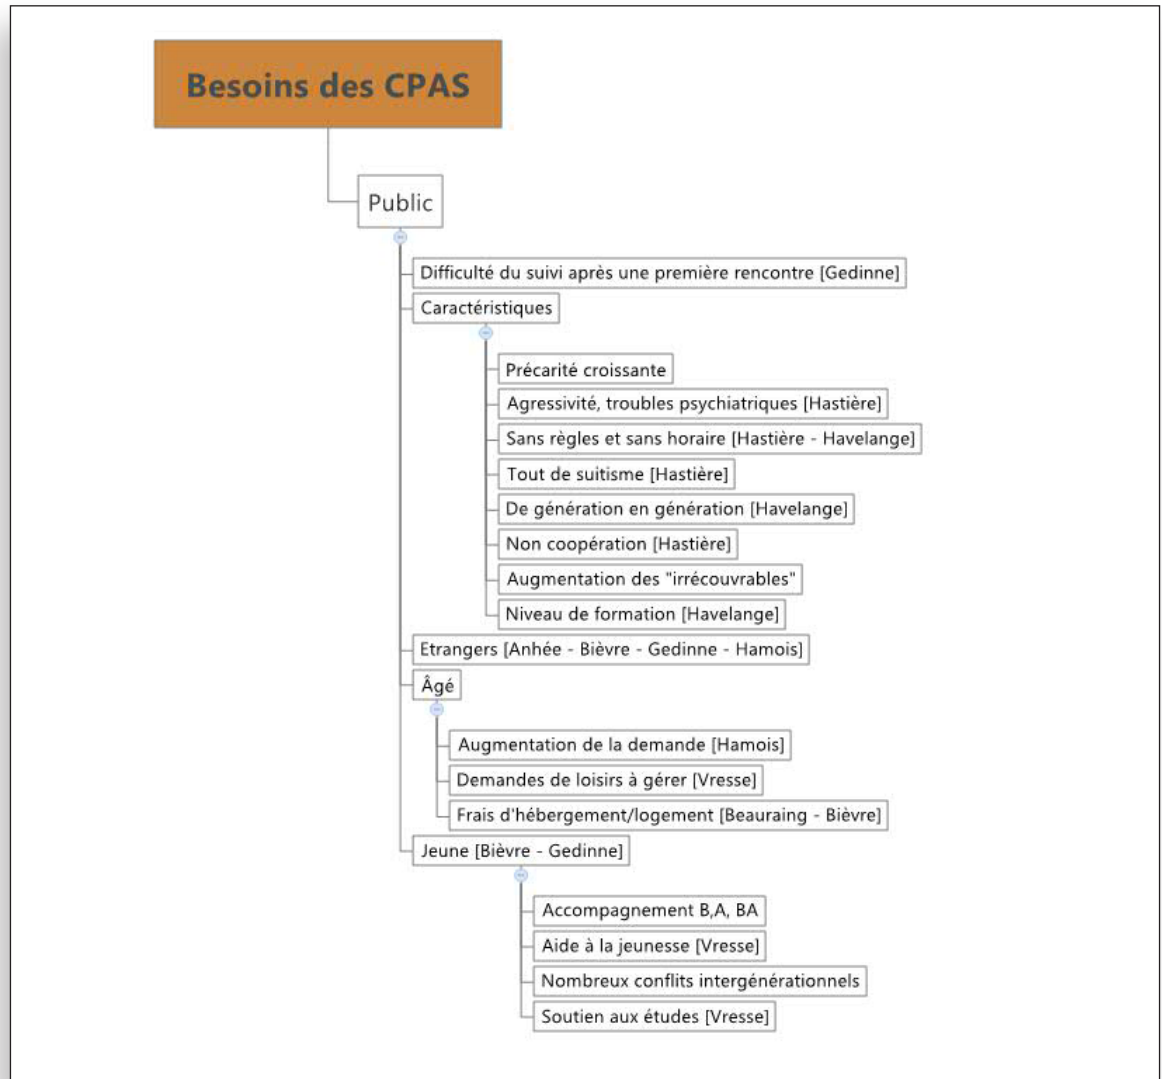 Besoins des CPAS
Public
Difficulté du suivi après une première rencontre [Gedinne]
Caractéristiques
Précarité croissante
Agressivité, troubles psychiatriques [Hastière]
Sans règles et sans horaire [Hastière - Havelange]
Tout de suitisme [Hastière]
De génération en génération [Havelange]
Non coopération [Hastière]
Augmentation des "irrécouvrables"
Niveau de formation [Havelange]
Etrangers [Anhée - Bièvre - Gedinne - Hamois]
Âgé
Augmentation de la demande [Hamois]
Demandes de loisirs à gérer [Vresse]
Frais d'hébergement/logement [Beauraing - Bièvre]
Jeune [Bièvre - Gedinne]
Accompagnement B,A, BA
Aide à la jeunesse [Vresse]
Nombreux conflits intergénérationnels
Soutien aux études [Vresse]